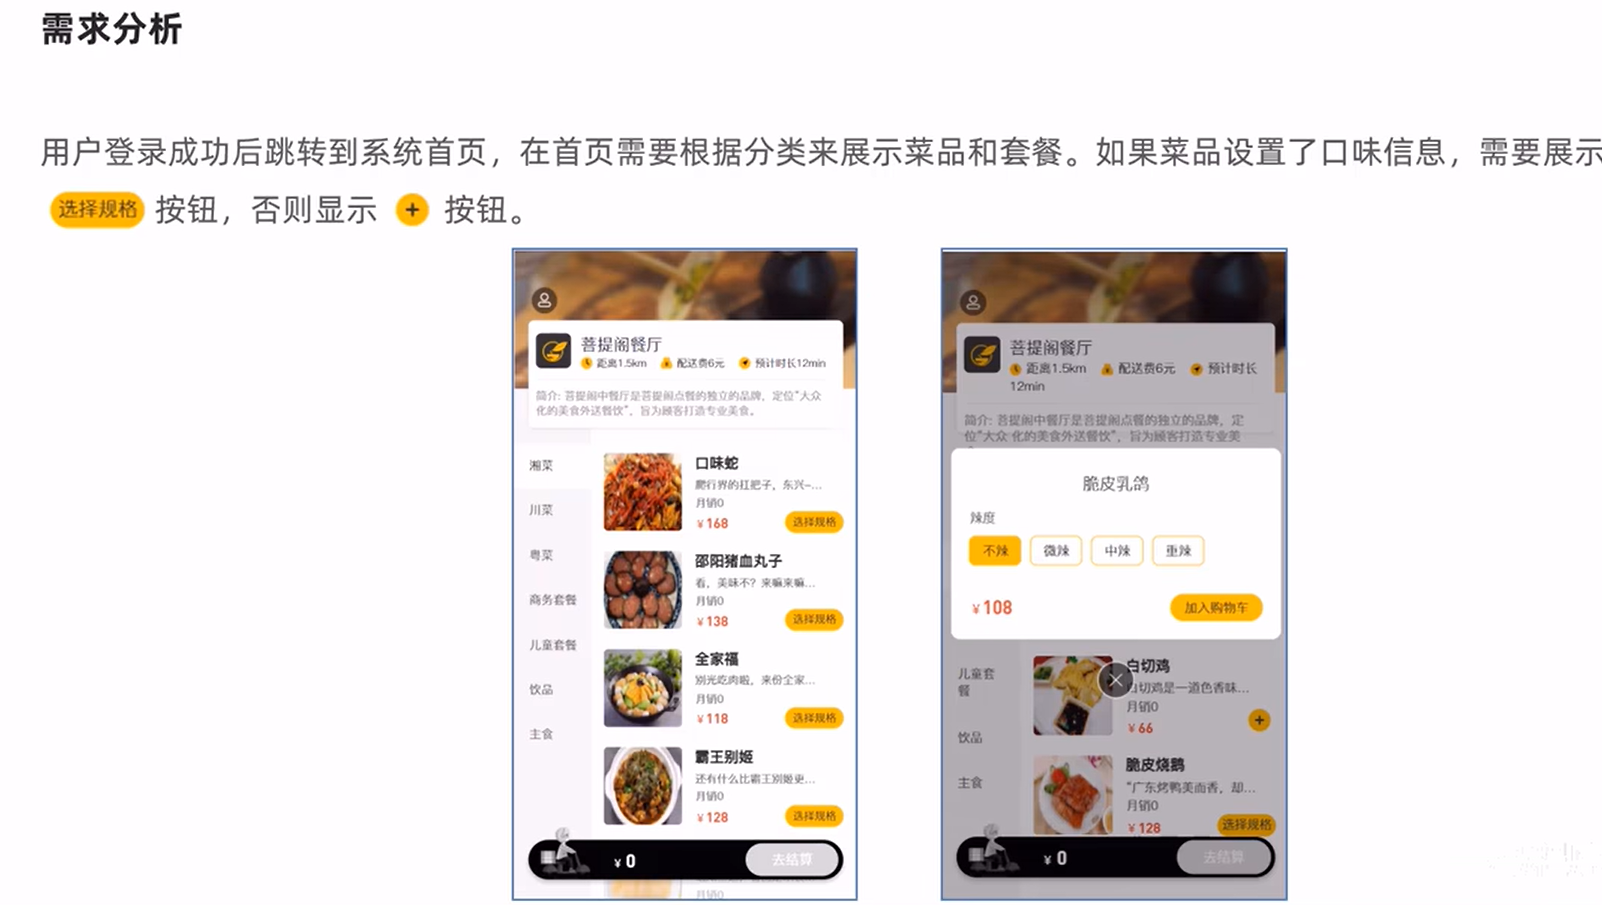 需求分析
用户登录成功后跳转到系统首页，在首页需要根据分类来展示菜品和套餐。如果菜品设置了口味信息，需要展示
选择规格 按钮，否则显示 + 按钮。
菩提阁餐厅
距离1.5km 配送费6元 预计时长12min
简介: 菩提阁中餐厅是菩提阁点餐的独立的品牌，定位“大众
化的美食外送餐饮”，旨为顾客打造专业美食。
湘菜
川菜
粤菜
商务套餐
儿童套餐
饮品
主食
口味蛇
爬行界的扛把子，东兴-...
月销0
¥168
选择规格
邵阳猪血丸子
看，美味不？来嘛来嘛...
月销0
¥138
选择规格
全家福
别光吃肉啦，来份全家...
月销0
¥118
选择规格
霸王别姬
还有什么比霸王别姬更...
月销0
¥128
选择规格
¥0
去结算
月销0
菩提阁餐厅
距离1.5km 配送费6元 预计时长
12min
简介: 菩提阁中餐厅是菩提阁点餐的独立的品牌，定
位“大众 化的美食外送餐饮”，旨为顾客打造专业美
脆皮乳鸽
辣度
不辣 微辣 中辣 重辣
¥108
加入购物车
儿童套
餐
饮品
主食
白切鸡
白切鸡是一道色香味...
月销0
¥66
+
脆皮烧鹅
“广东烤鸭美而香，却...
月销0
¥128
选择规格
¥0
去结算